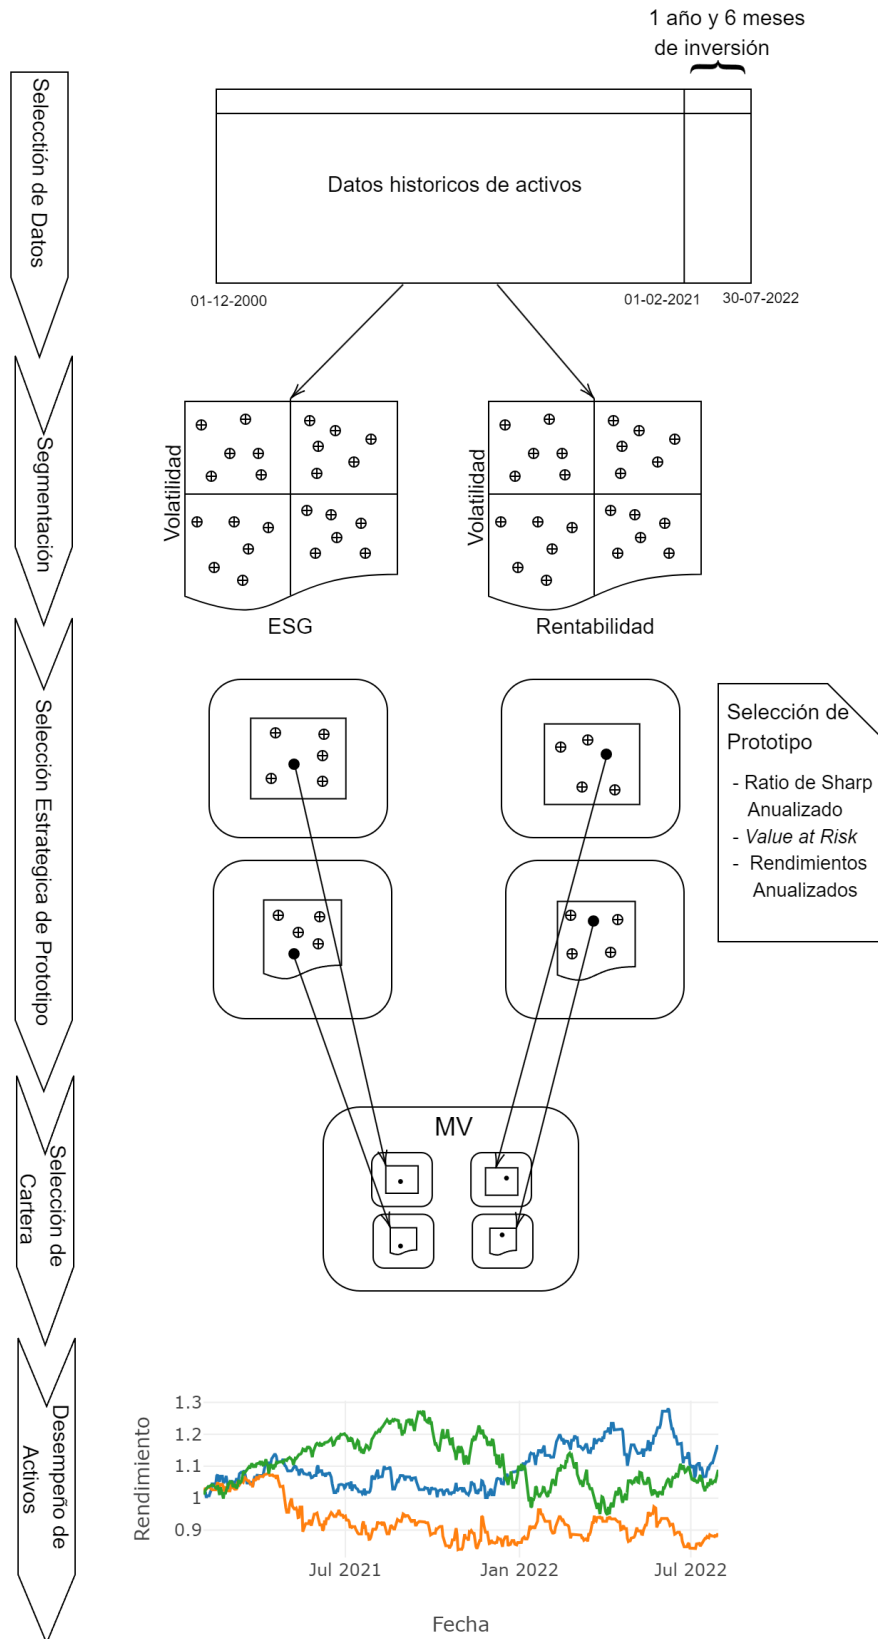 1 año y 6 meses
de inversión
Selecctión de Datos
Datos historicos de activos
01-12-2000
01-02-2021
30-07-2022
Segmentación
Volatilidad
Volatilidad
ESG
Rentabilidad
Selección Estrategica de Prototipo
Selección de
Prototipo
- Ratio de Sharp
Anualizado
- Value at Risk
- Rendimientos
Anualizados
Selección de
Cartera
MV
Desempeño de
Activos
Rendimiento
1.3
1.2
1.1
1
0.9
Jul 2021
Jan 2022
Jul 2022
Fecha